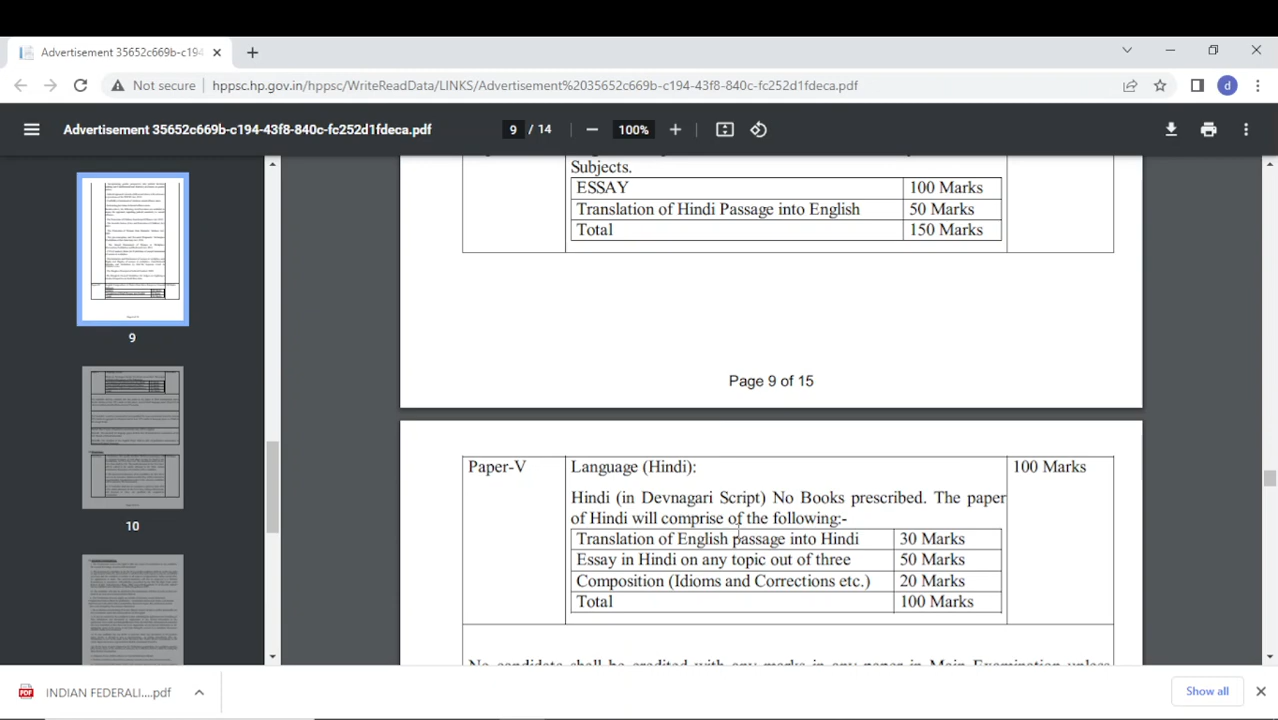 Advertisement 35652c669b-c194
Not secure
hppsc.hp.gov.in/hppsc/WriteReadData/LINKS/Advertisement%2035652c669b-c194-43f8-840c-fc252d1fdeca.pdf
d
Advertisement 35652c669b-c194-43f8-840c-fc252d1fdeca.pdf
9 / 14
100%
9
10
Subjects.
ESSAY 100 Marks
Translation of Hindi Passage into English 50 Marks
Total 150 Marks
Page 9 of 15
Paper-V Language (Hindi): 100 Marks
Hindi (in Devnagari Script) No Books prescribed. The paper
of Hindi will comprise of the following:-
Translation of English passage into Hindi 30 Marks
Essay in Hindi on any topic out of three 50 Marks
Composition (Idioms and Corrections etc.) 20 Marks
Total 100 Marks
No candidate shall be credited with any marks in any paper in Main Examination unless
PDF
INDIAN FEDERALI....pdf
Show all